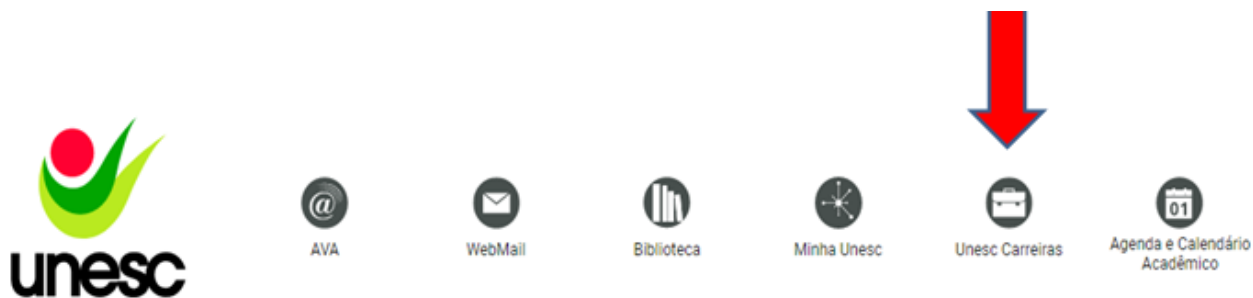 unesc
@
AVA
WebMail
Biblioteca
Minha Unesc
Unesc Carreiras
01
Agenda e Calendário
Acadêmico